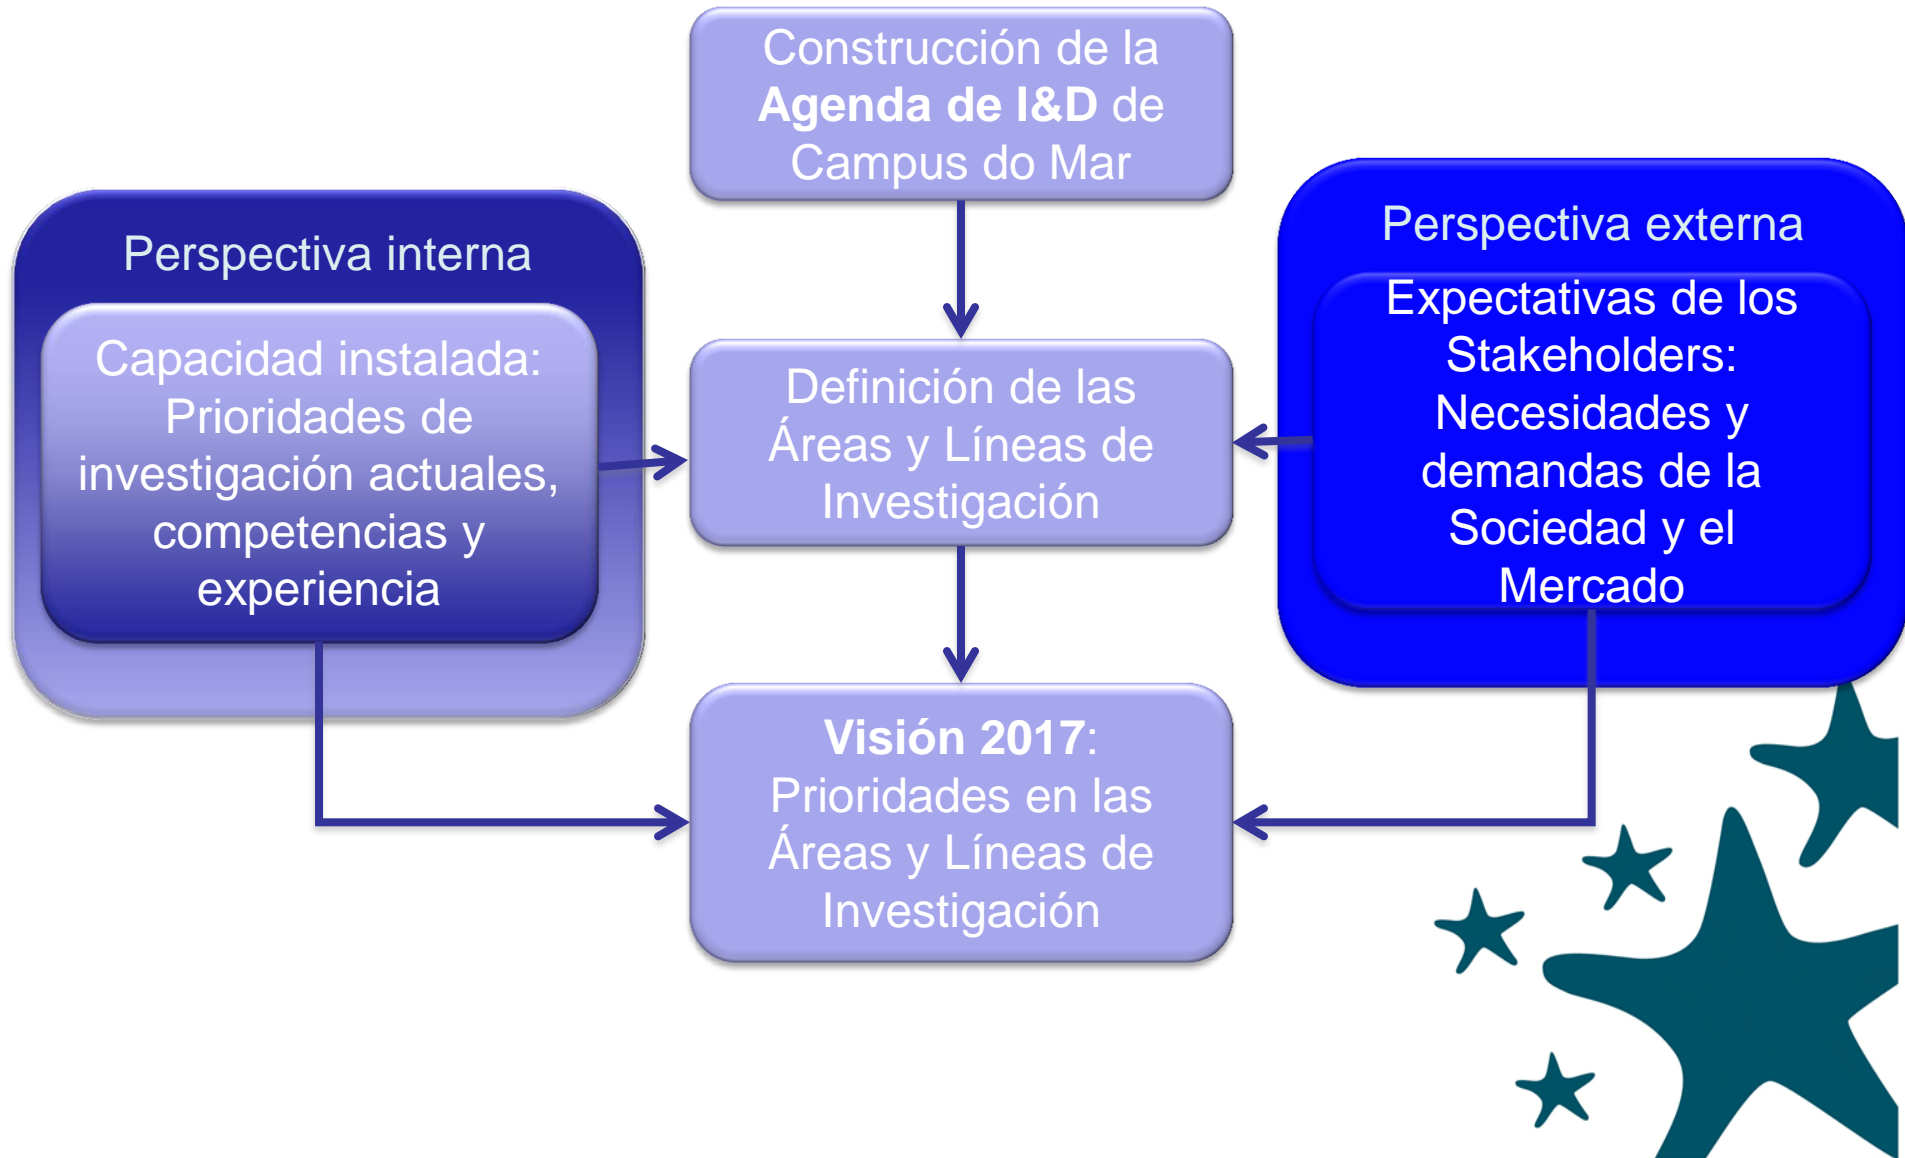 Construcción de la
Agenda de I&D de
Campus do Mar
Perspectiva interna
Capacidad instalada:
Prioridades de
investigación actuales,
competencias y
experiencia
Definición de las
Áreas y Líneas de
Investigación
Perspectiva externa
Expectativas de los
Stakeholders:
Necesidades y
demandas de la
Sociedad y el
Mercado
Visión 2017:
Prioridades en las
Áreas y Líneas de
Investigación